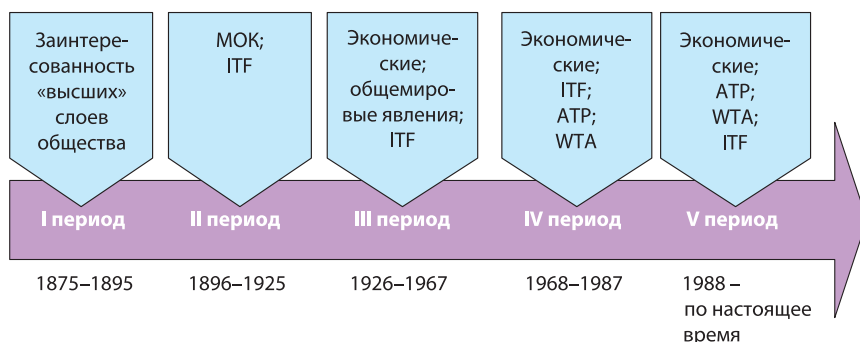 Заинтере-
сованность
«высших»
слоев
общества
МОК;
ITF
Экономиче-
ские;
общемиро-
вые явления;
ITF
Экономиче-
ские;
ITF;
ATP;
WTA
Экономиче-
ские;
ATP;
WTA;
ITF
I период
II период
III период
IV период
V период
1875–1895
1896–1925
1926–1967
1968–1987
1988 –
по настоящее
время